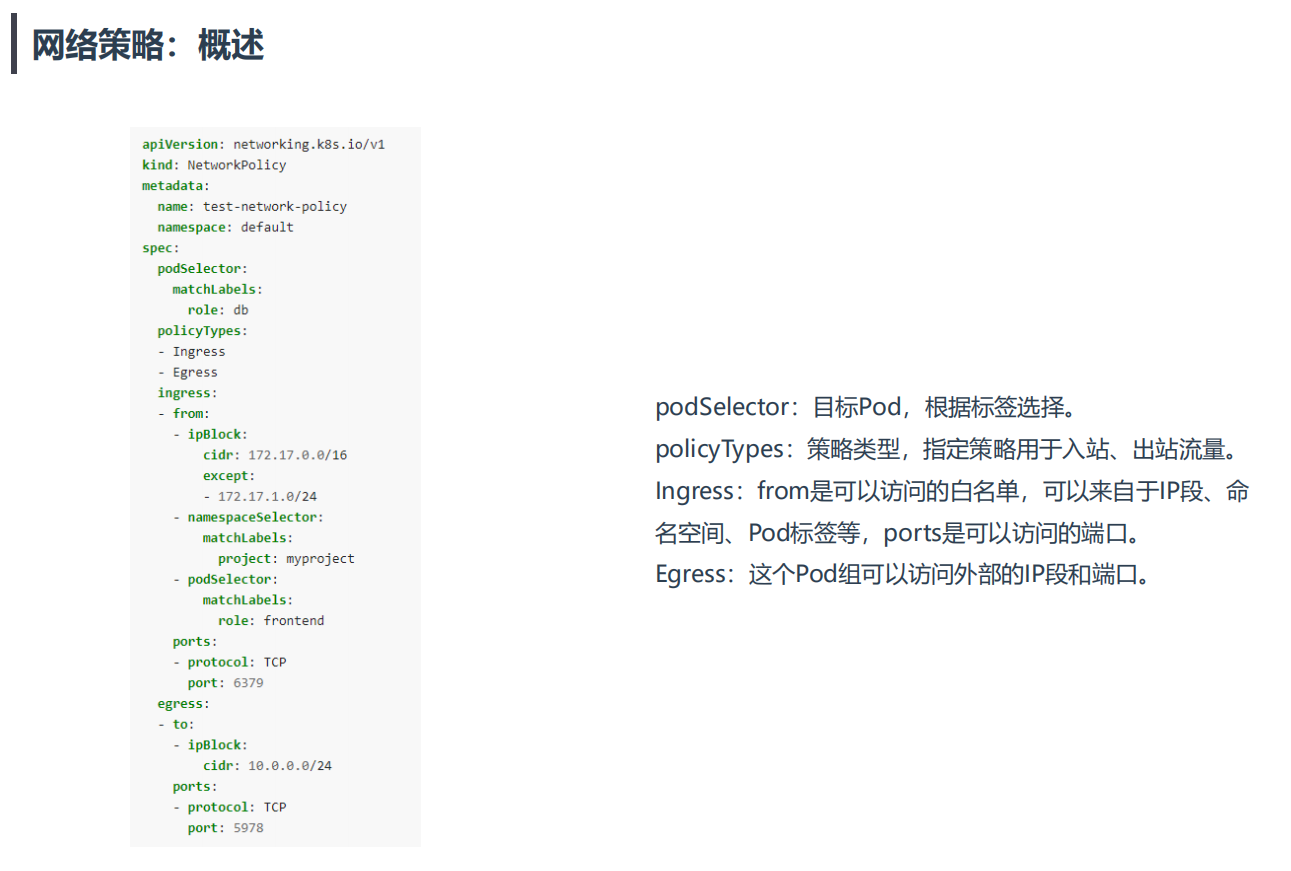 网络策略：概述
apiVersion: networking.k8s.io/v1
kind: NetworkPolicy
metadata:
  name: test-network-policy
  namespace: default
spec:
  podSelector:
    matchLabels:
      role: db
  policyTypes:
  - Ingress
  - Egress
  ingress:
  - from:
    - ipBlock:
        cidr: 172.17.0.0/16
        except:
        - 172.17.1.0/24
    - namespaceSelector:
        matchLabels:
          project: myproject
    - podSelector:
        matchLabels:
          role: frontend
    ports:
    - protocol: TCP
      port: 6379
  egress:
  - to:
    - ipBlock:
        cidr: 10.0.0.0/24
    ports:
    - protocol: TCP
      port: 5978
podSelector：目标Pod，根据标签选择。
policyTypes：策略类型，指定策略用于入站、出站流量。
Ingress：from是可以访问的白名单，可以来自于IP段、命
名空间、Pod标签等，ports是可以访问的端口。
Egress：这个Pod组可以访问外部的IP段和端口。